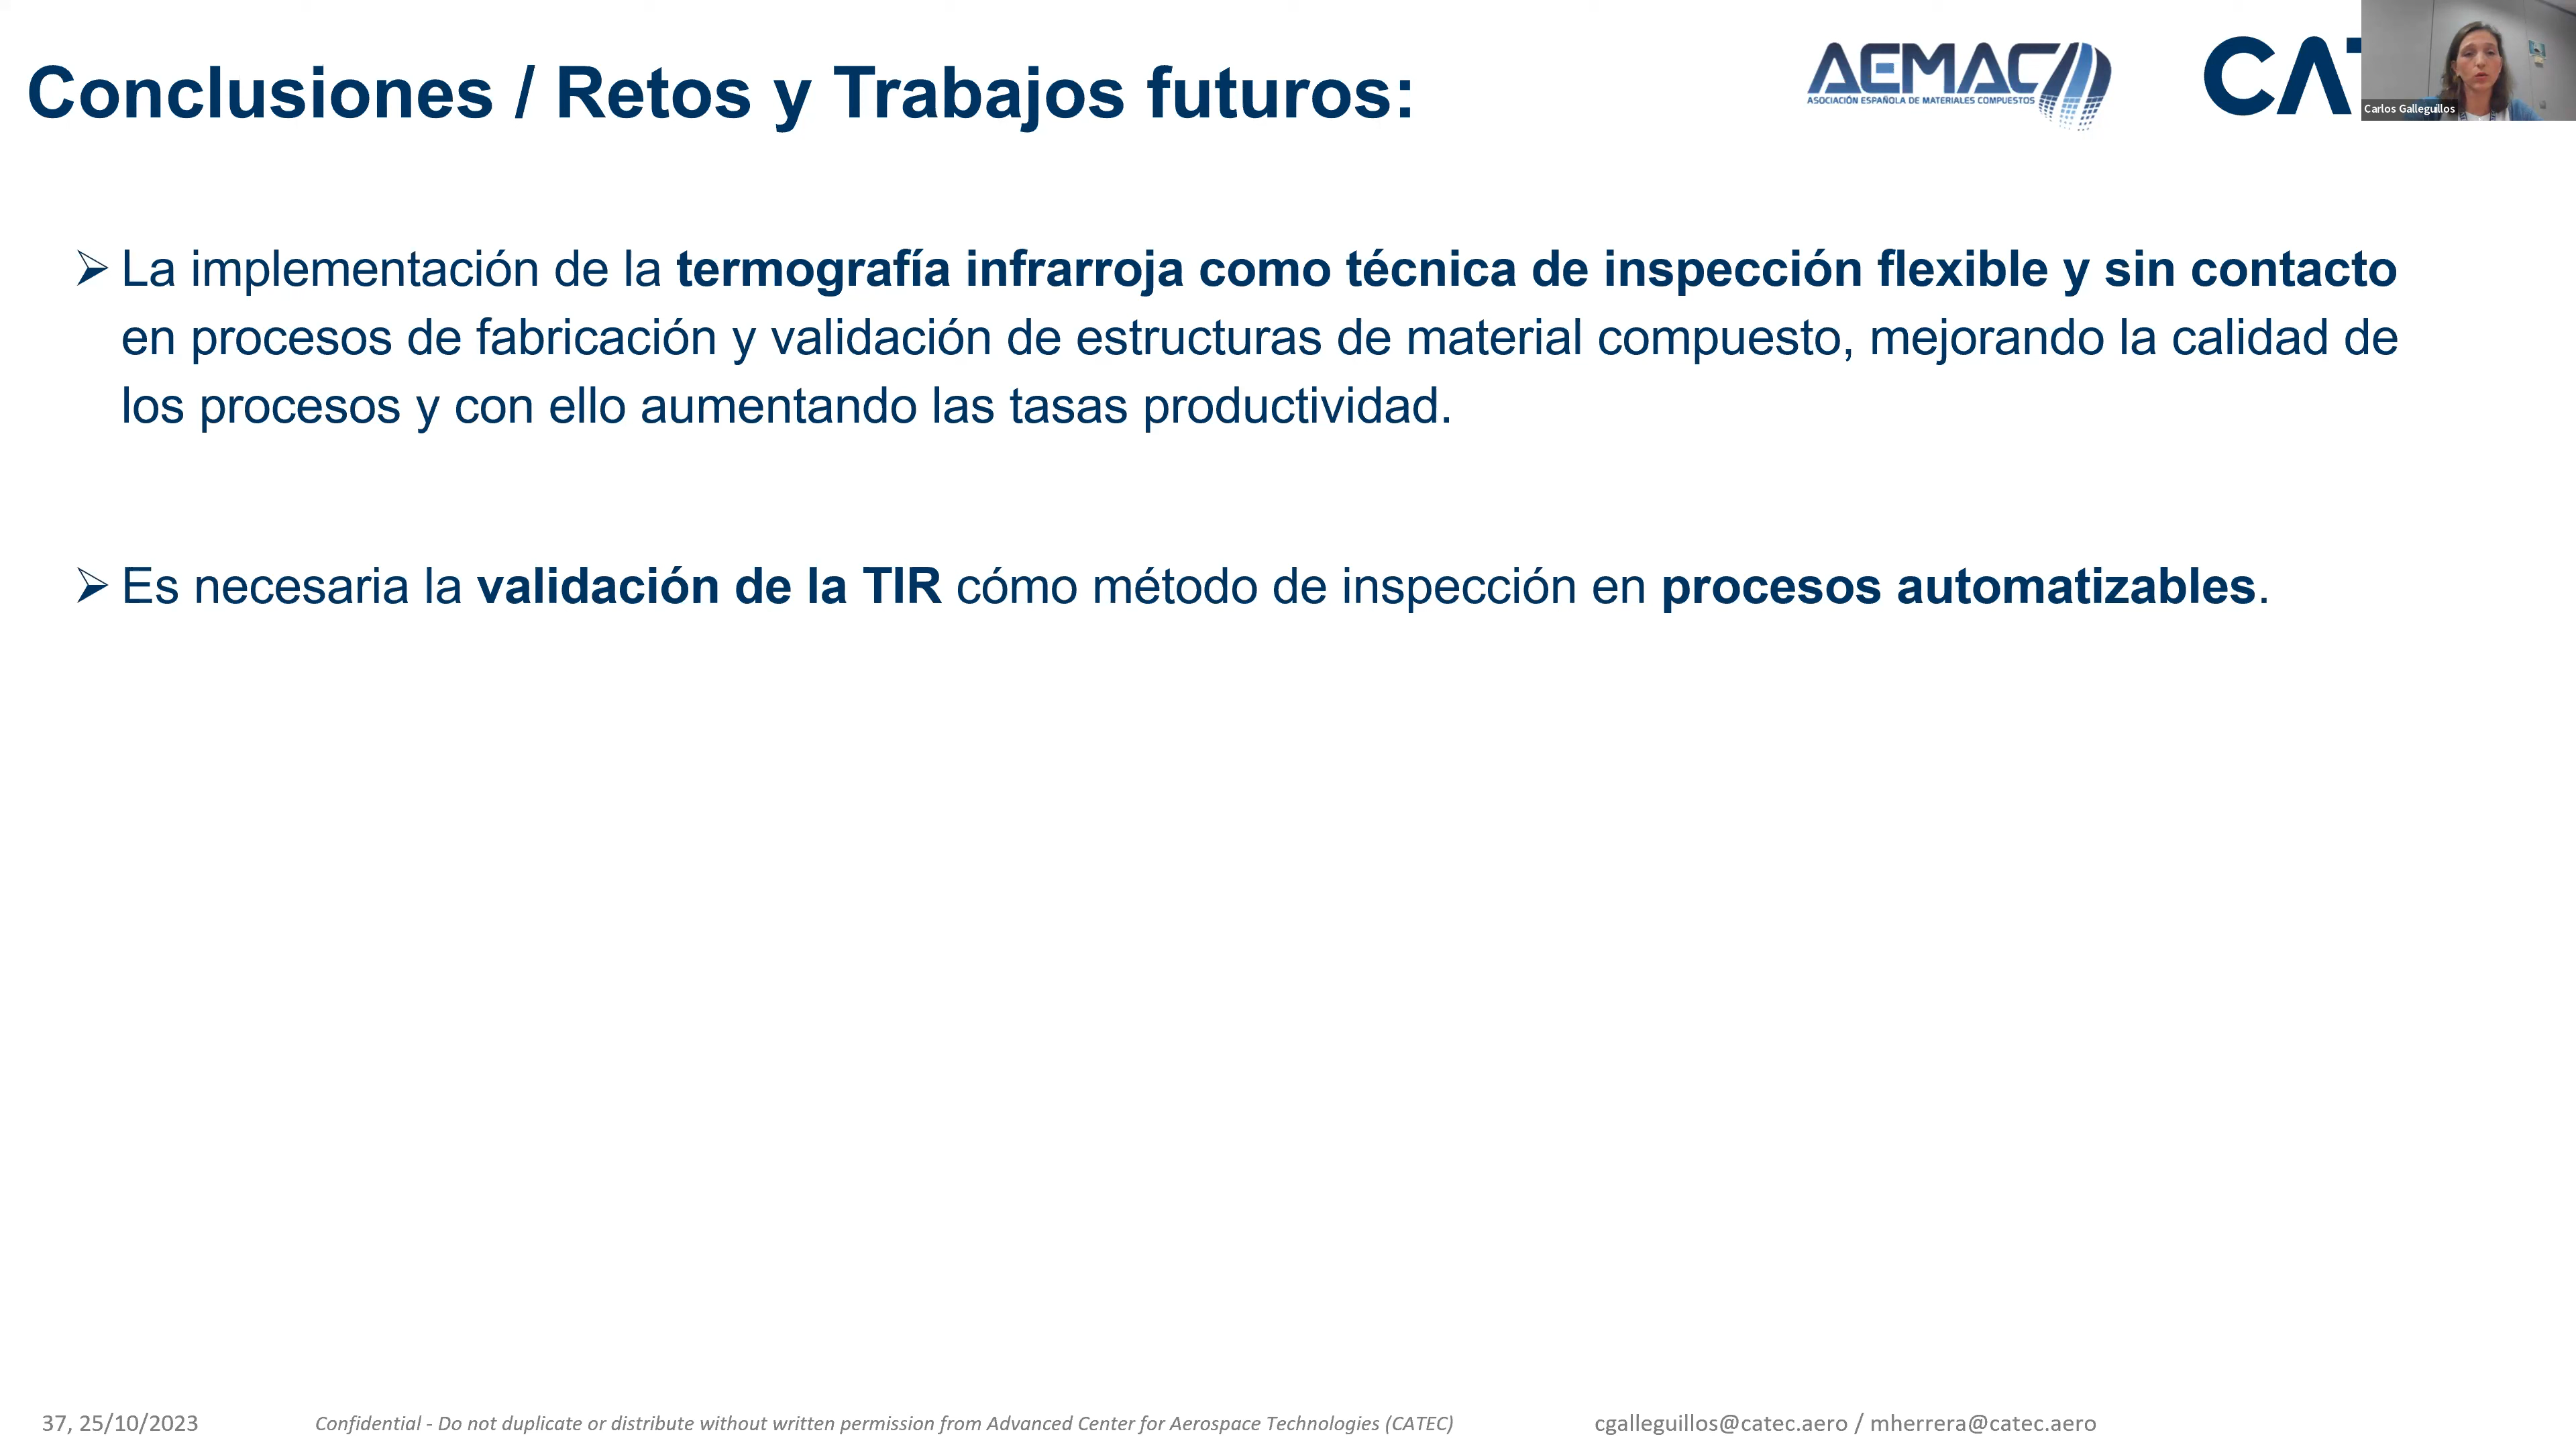 Conclusiones / Retos y Trabajos futuros:
AEMAC
ASOCIACIÓN ESPAÑOLA DE MATERIALES COMPUESTOS
CAT
Carlos Galleguillos
➢ La implementación de la termografía infrarroja como técnica de inspección flexible y sin contacto
en procesos de fabricación y validación de estructuras de material compuesto, mejorando la calidad de
los procesos y con ello aumentando las tasas productividad.
➢ Es necesaria la validación de la TIR cómo método de inspección en procesos automatizables.
37, 25/10/2023
Confidential - Do not duplicate or distribute without written permission from Advanced Center for Aerospace Technologies (CATEC)
cgalleguillos@catec.aero / mherrera@catec.aero